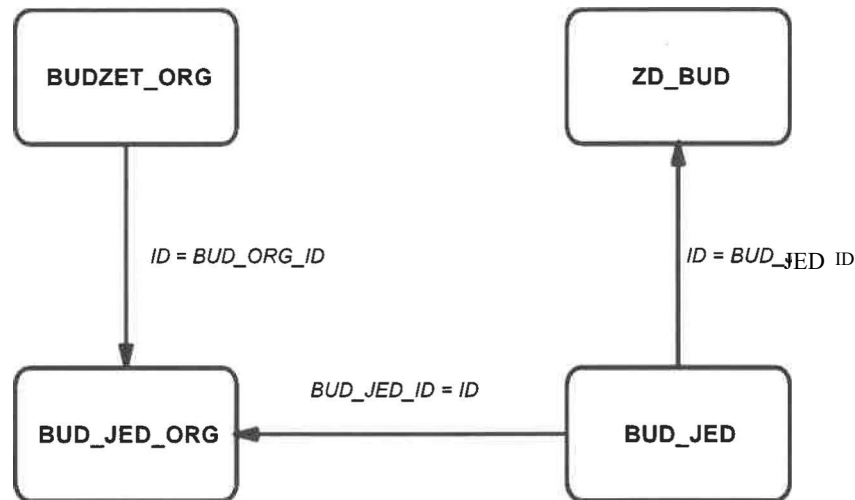 BUDZET_ORG
ZD_BUD
ID = BUD_ORG_ID
ID = BUD_JED ID
BUD_JED_ID = ID
BUD_JED_ORG
BUD_JED